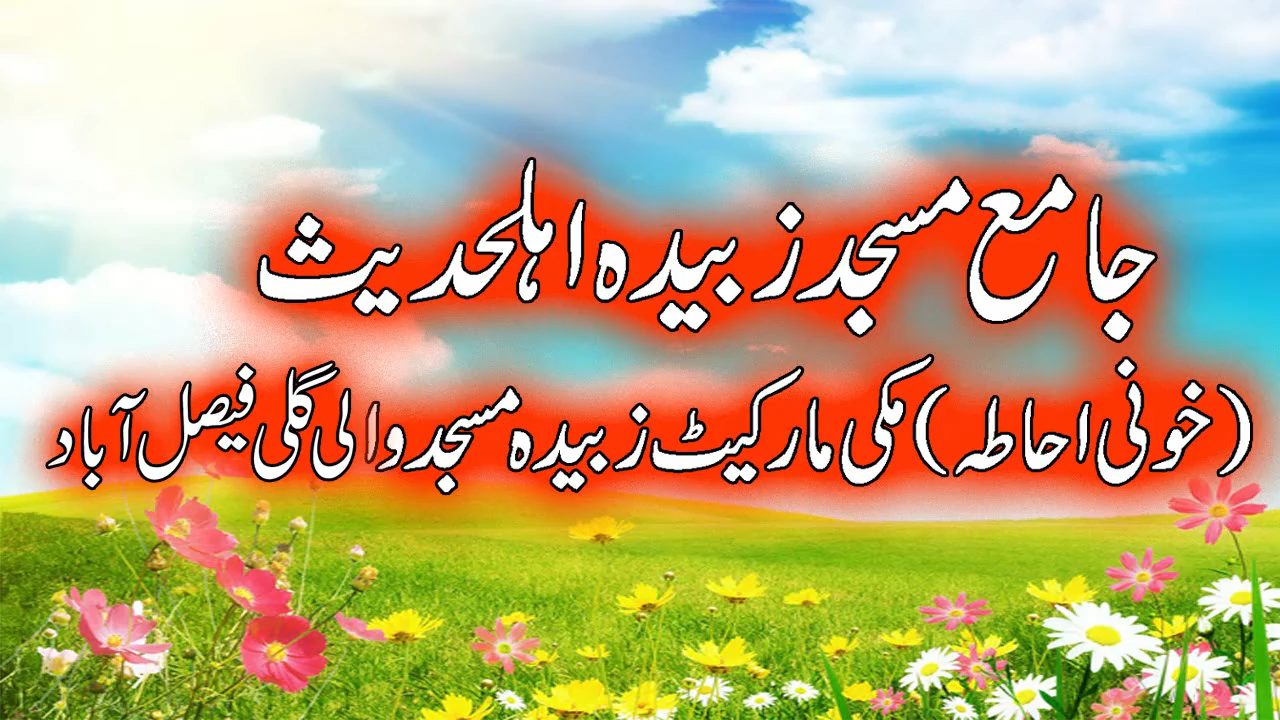 جامع مسجد زبیدہ اہلحدیث
(خونی احاطہ) مکی مارکیٹ زبیدہ مسجد والی گلی فیصل آباد